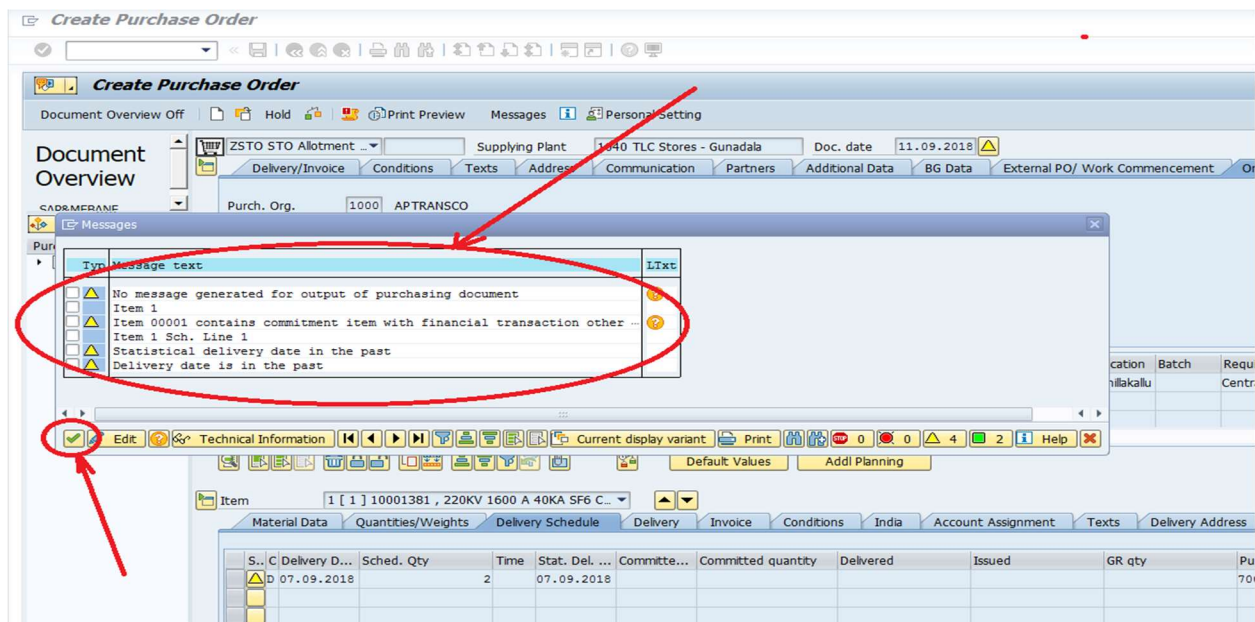 Create Purchase Order
Create Purchase Order
Document Overview Off Hold Print Preview Messages Personal Setting
Document Overview
ZSTO STO Allotment ... Supplying Plant 1040 TLC Stores - Gunadala Doc. date 11.09.2018
Delivery/Invoice Conditions Texts Address Communication Partners Additional Data BG Data External PO/ Work Commencement
Purch. Org. 1000 APTRANSCO
Messages
Typ Message text LTxt
No message generated for output of purchasing document
Item 1
Item 00001 contains commitment item with financial transaction other ...
Item 1 Sch. Line 1
Statistical delivery date in the past
Delivery date is in the past
cation Batch Requi
hillakallu Centra
Edit Technical Information Current display variant Print 0 0 4 2 Help
Default Values Addl Planning
Item 1 [ 1 ] 10001381 , 220KV 1600 A 40KA SF6 C...
Material Data Quantities/Weights Delivery Schedule Delivery Invoice Conditions India Account Assignment Texts Delivery Address
S.. C Delivery D... Sched. Qty Time Stat. Del. ... Committe... Committed quantity Delivered Issued GR qty Pu
D 07.09.2018 2 07.09.2018 700